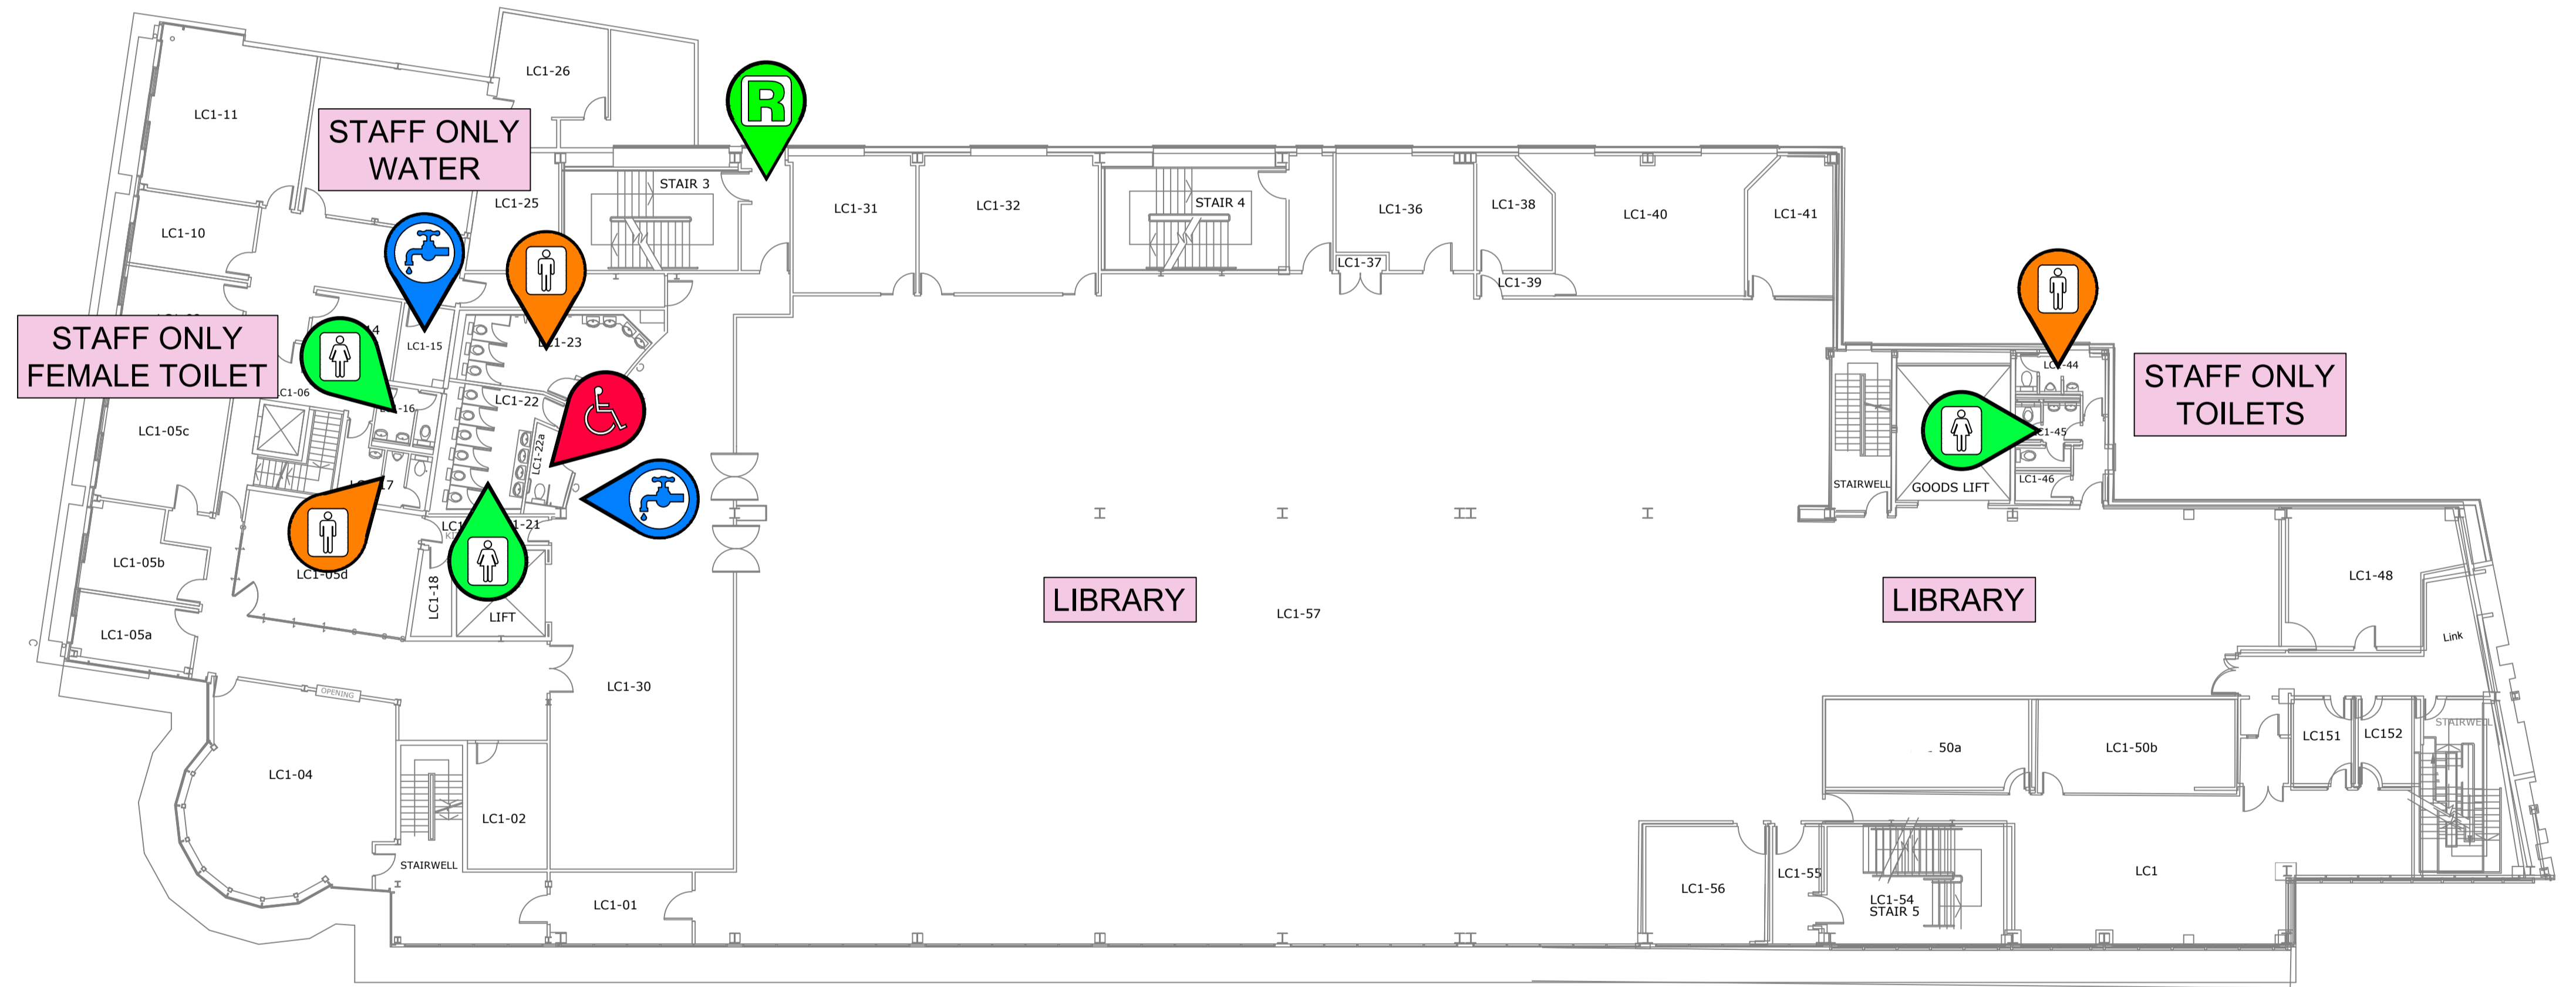 LC1-26
LC1-11
R
STAFF ONLY
WATER
STAIR 3
LC1-25
LC1-31
LC1-32
STAIR 4
LC1-36
LC1-38
LC1-40
LC1-41
LC1-10
LC1-37
LC1-39
STAFF ONLY
FEMALE TOILET
LC1-15
LC1-23
STAFF ONLY
TOILETS
LC1-22
LC1-05c
LC1-22a
LC1-46
STAIRWELL
GOODS LIFT
LC1-05b
LC1-05d
LC1-18
LIFT
LC1-48
LIBRARY
LIBRARY
LC1-57
LC1-05a
Link
LC1-30
OPENING
LC1-04
50a
LC1-50b
LC151
LC152
STAIRWELL
LC1-02
STAIRWELL
LC1-56
LC1-55
LC1-54
STAIR 5
LC1
LC1-01